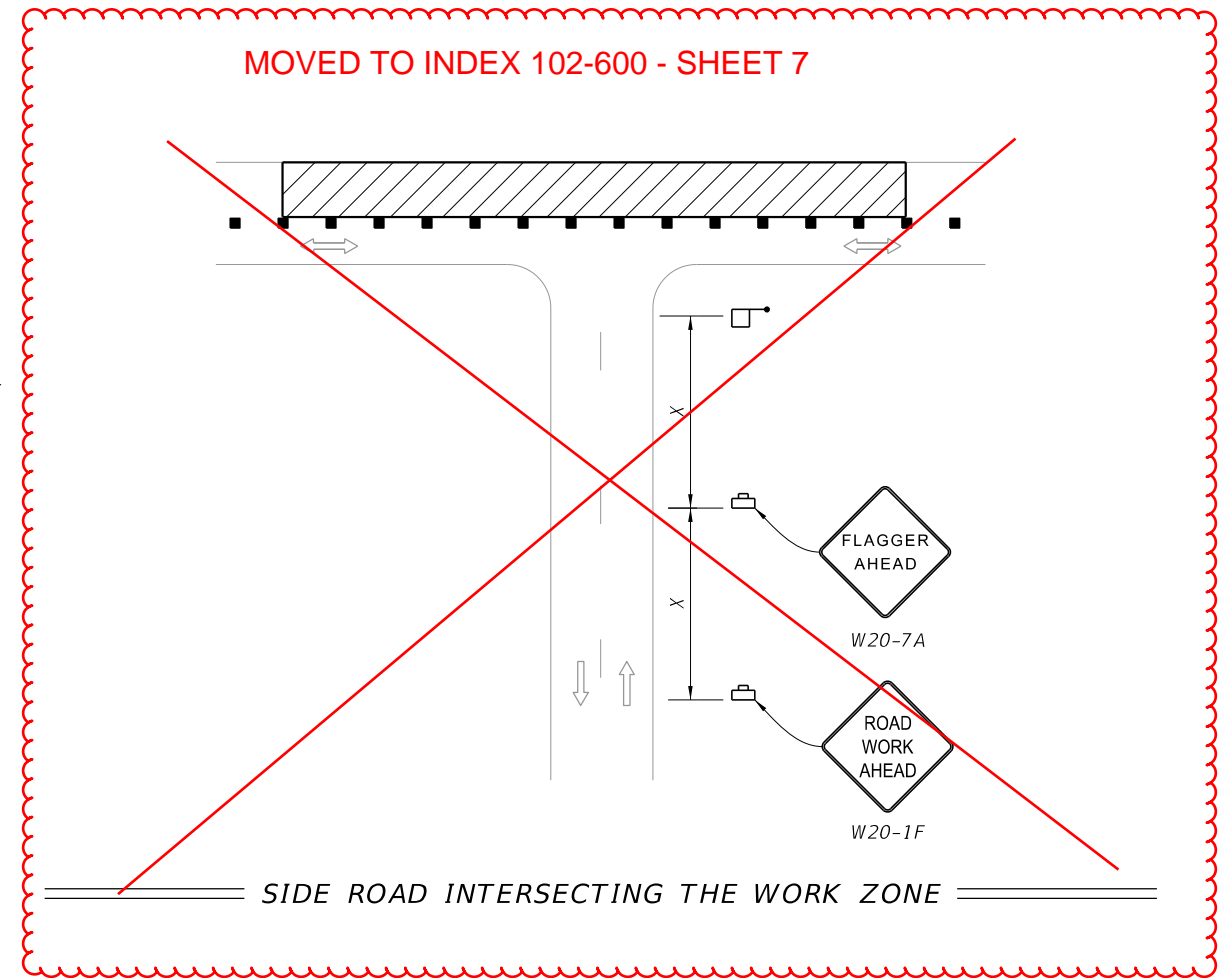 MOVED TO INDEX 102-600 - SHEET 7
X
FLAGGER
AHEAD
W20-7A
X
ROAD
WORK
AHEAD
W20-1F
SIDE ROAD INTERSECTING THE WORK ZONE